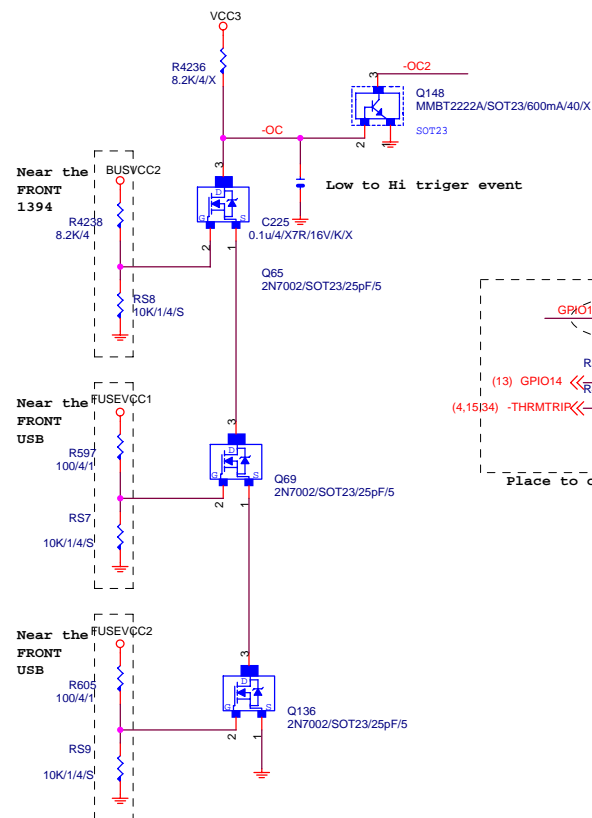 VCC3
R4236
8.2K/4/X
-OC2
3
Q148
MMBT2222A/SOT23/600mA/40/X
SOT23
2
1
-OC
3
Near the
FRONT
1394
BUSVCC2
R4238
8.2K/4
D
G
S
2
1
Low to Hi triger event
C225
0.1u/4/X7R/16V/K/X
Q65
2N7002/SOT23/25pF/5
RS8
10K/1/4/S
(13) GPIO14
(4,15,34) -THRMTRIP
Near the
FRONT
USB
FUSEVCC1
R597
100/4/1
3
D
G
S
2
1
Q69
2N7002/SOT23/25pF/5
RS7
10K/1/4/S
Near the
FRONT
USB
FUSEVCC2
R605
100/4/1
3
D
G
S
2
1
Q136
2N7002/SOT23/25pF/5
RS9
10K/1/4/S
Place to